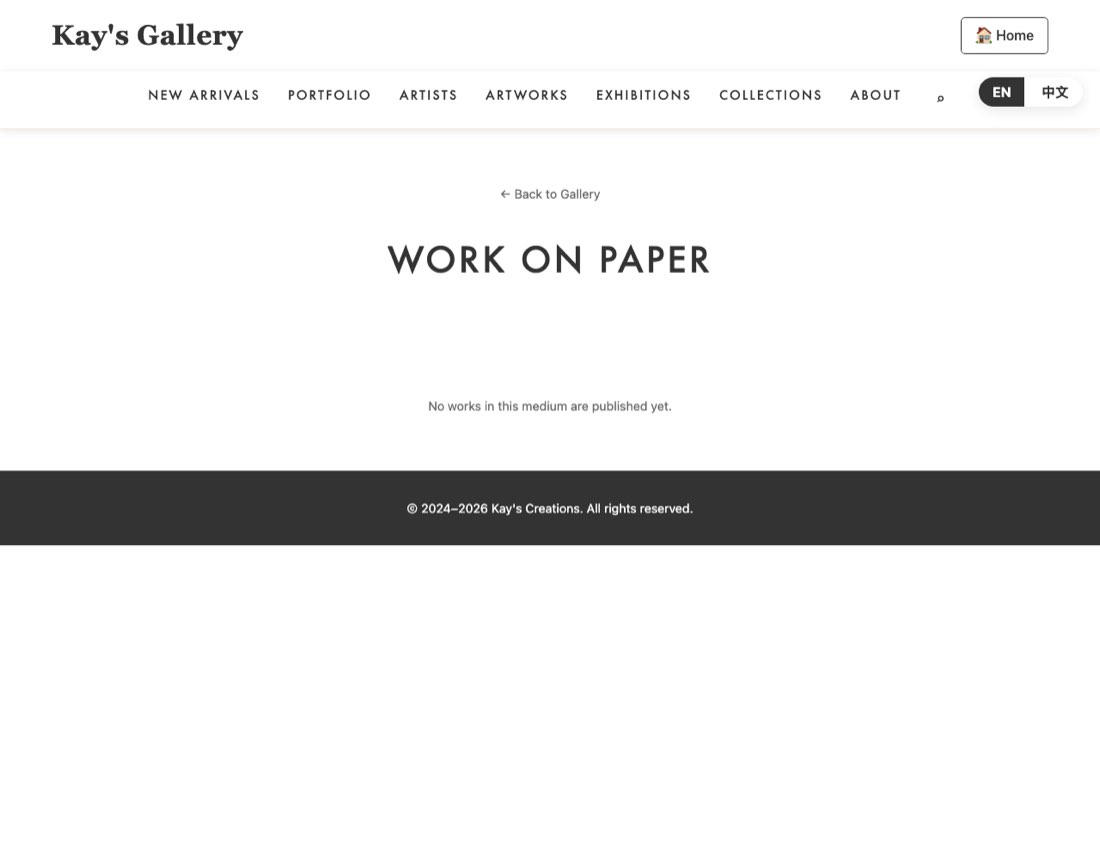 Kay's Gallery
🏠 Home
NEW ARRIVALS PORTFOLIO ARTISTS ARTWORKS EXHIBITIONS COLLECTIONS ABOUT ⌕ EN 中文
← Back to Gallery
WORK ON PAPER
No works in this medium are published yet.
© 2024–2026 Kay's Creations. All rights reserved.